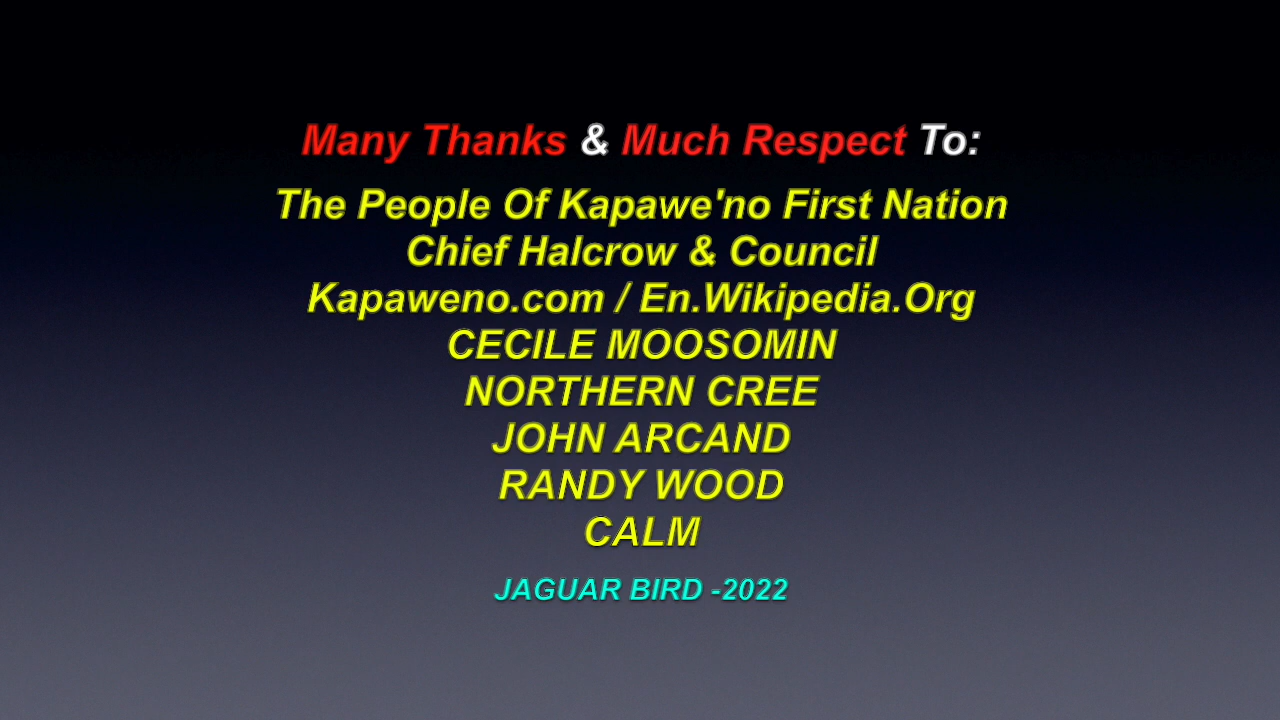 Many Thanks & Much Respect To:
The People Of Kapawe'no First Nation
Chief Halcrow & Council
Kapaweno.com / En.Wikipedia.Org
CECILE MOOSOMIN
NORTHERN CREE
JOHN ARCAND
RANDY WOOD
CALM
JAGUAR BIRD -2022